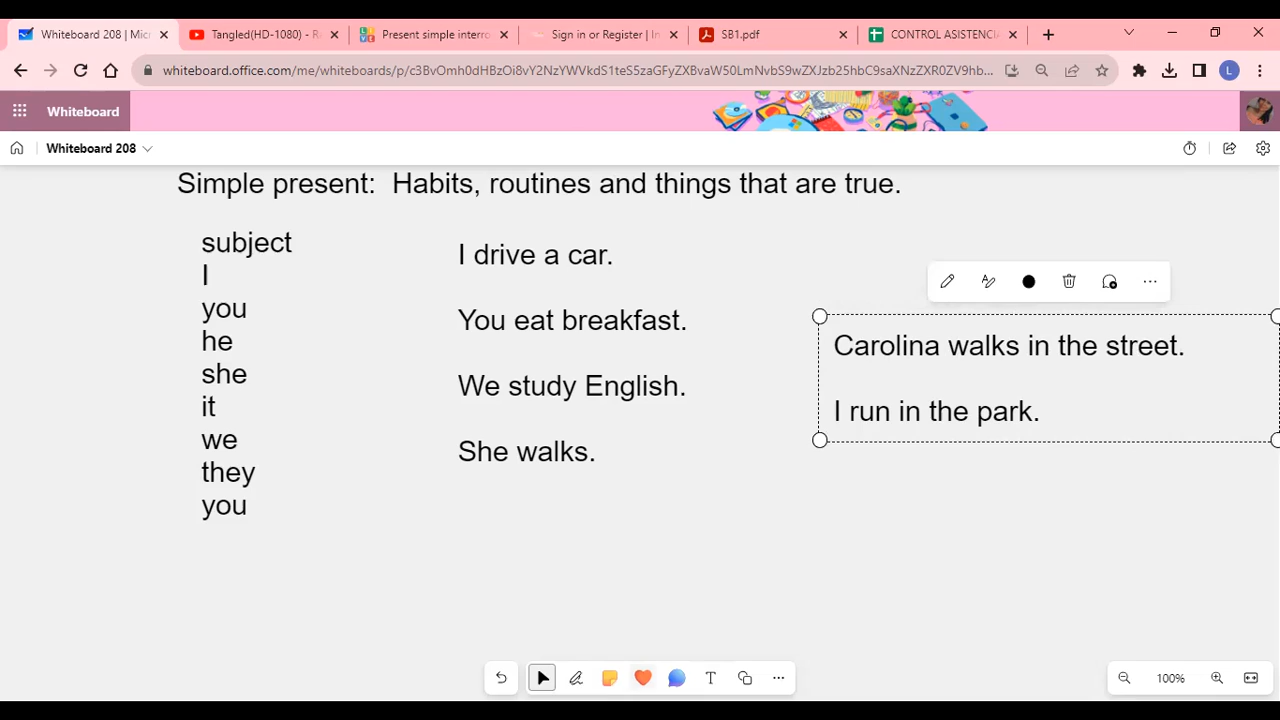 Whiteboard 208 | Mic
Tangled(HD-1080) - R
Present simple interro
Sign in or Register | In
SB1.pdf
CONTROL ASISTENCIA
whiteboard.office.com/me/whiteboards/p/c3BvOmh0dHBzOi8vY2NzYWVkdS1teS5zaGFyZXBvaW50LmNvbS9wZXJzb25hbC9saXNzZXR0ZV9hb...
L
Whiteboard
Whiteboard 208
Simple present:  Habits, routines and things that are true.
subject
I
you
he
she
it
we
they
you
I drive a car.
You eat breakfast.
We study English.
She walks.
Carolina walks in the street.
I run in the park.
100%